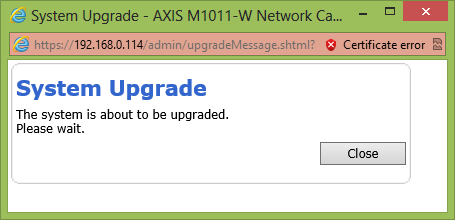 System Upgrade - AXIS M1011-W Network Ca...
https://192.168.0.114/admin/upgradeMessage.shtml? Certificate error
System Upgrade
The system is about to be upgraded.
Please wait.
Close